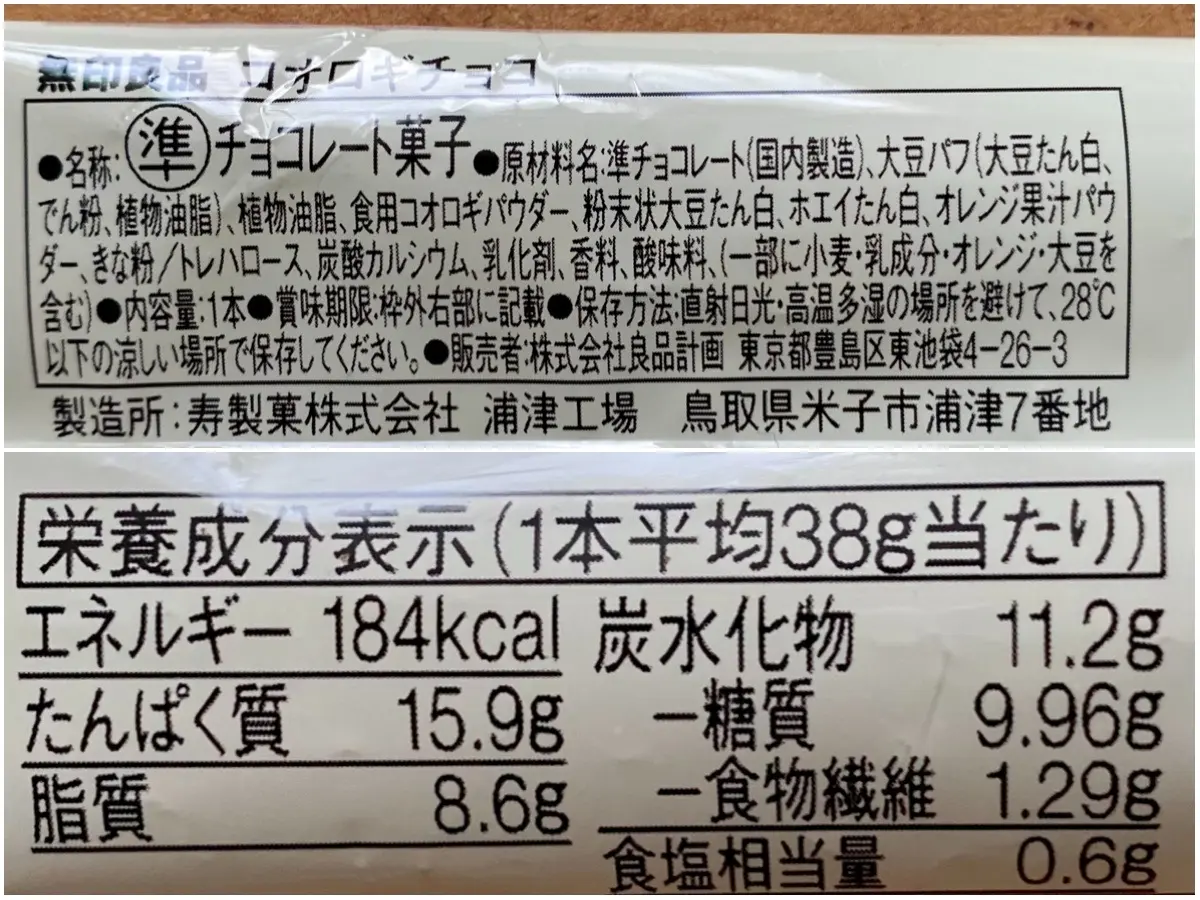 無印良品 コオロギチョコ
●名称:準チョコレート菓子●原材料名:準チョコレート(国内製造)、大豆パフ(大豆たん白、
でん粉、植物油脂)、植物油脂、食用コオロギパウダー、粉末状大豆たん白、ホエイたん白、オレンジ果汁パウ
ダー、きな粉/トレハロース、炭酸カルシウム、乳化剤、香料、酸味料、(一部に小麦・乳成分・オレンジ・大豆を
含む)●内容量:1本●賞味期限:枠外右部に記載●保存方法:直射日光・高温多湿の場所を避けて、28℃
以下の涼しい場所で保存してください。●販売者:株式会社良品計画 東京都豊島区東池袋4-26-3
製造所:寿製菓株式会社 浦津工場 鳥取県米子市浦津7番地
栄養成分表示(1本平均38g当たり)
エネルギー 184kcal
たんぱく質 15.9g
脂質 8.6g
炭水化物 11.2g
-糖質 9.96g
-食物繊維 1.29g
食塩相当量 0.6g